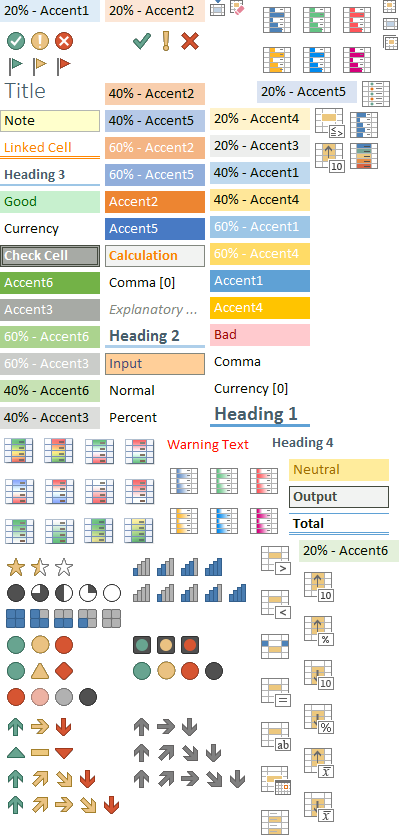 20% - Accent1
20% - Accent2
Title
40% - Accent2
20% - Accent5
Note
40% - Accent5
20% - Accent4
≤ >
Linked Cell
60% - Accent2
20% - Accent3
10
Heading 3
60% - Accent5
40% - Accent1
Good
Accent2
40% - Accent4
Currency
Accent5
60% - Accent1
Check Cell
Calculation
60% - Accent4
Accent6
Comma [0]
Accent1
Accent3
Explanatory ...
Accent4
60% - Accent6
Heading 2
Bad
60% - Accent3
Input
Comma
40% - Accent6
Normal
Currency [0]
40% - Accent3
Percent
Heading 1
Warning Text
Heading 4
Neutral
Output
Total
20% - Accent6
>
10
<
%
10
=
%
ab
x̅
x̅